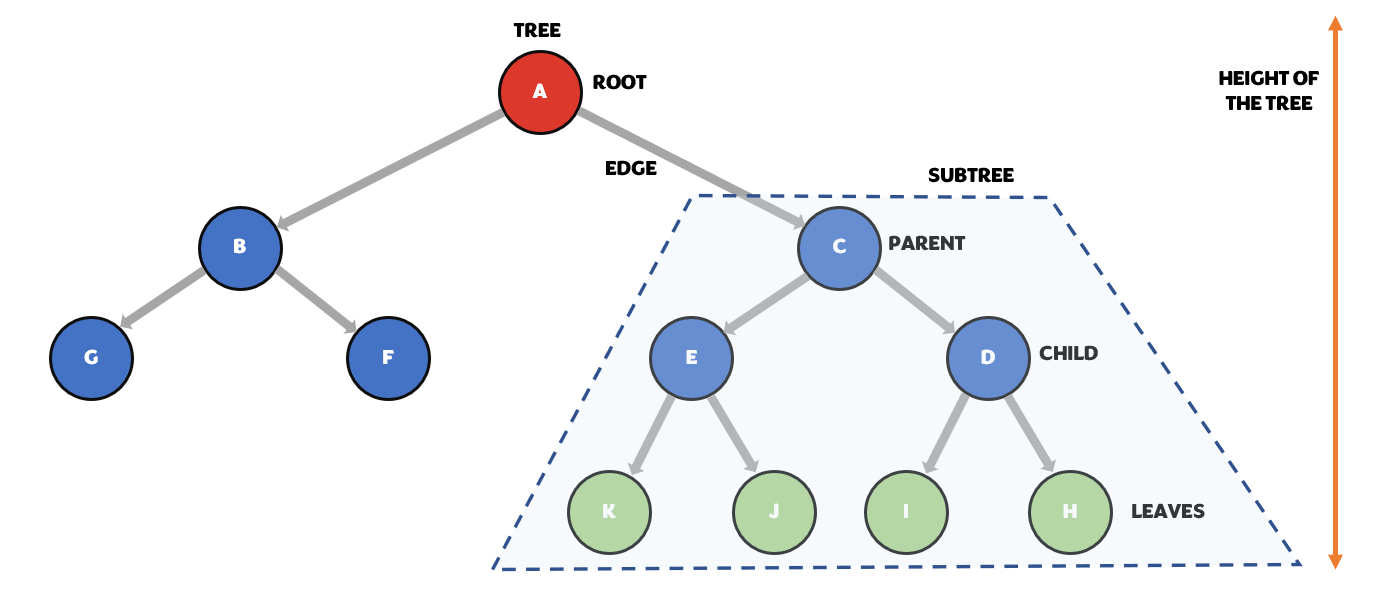 TREE
A
ROOT
HEIGHT OF
THE TREE
EDGE
SUBTREE
B
C
PARENT
G
F
E
D
CHILD
K
J
I
H
LEAVES